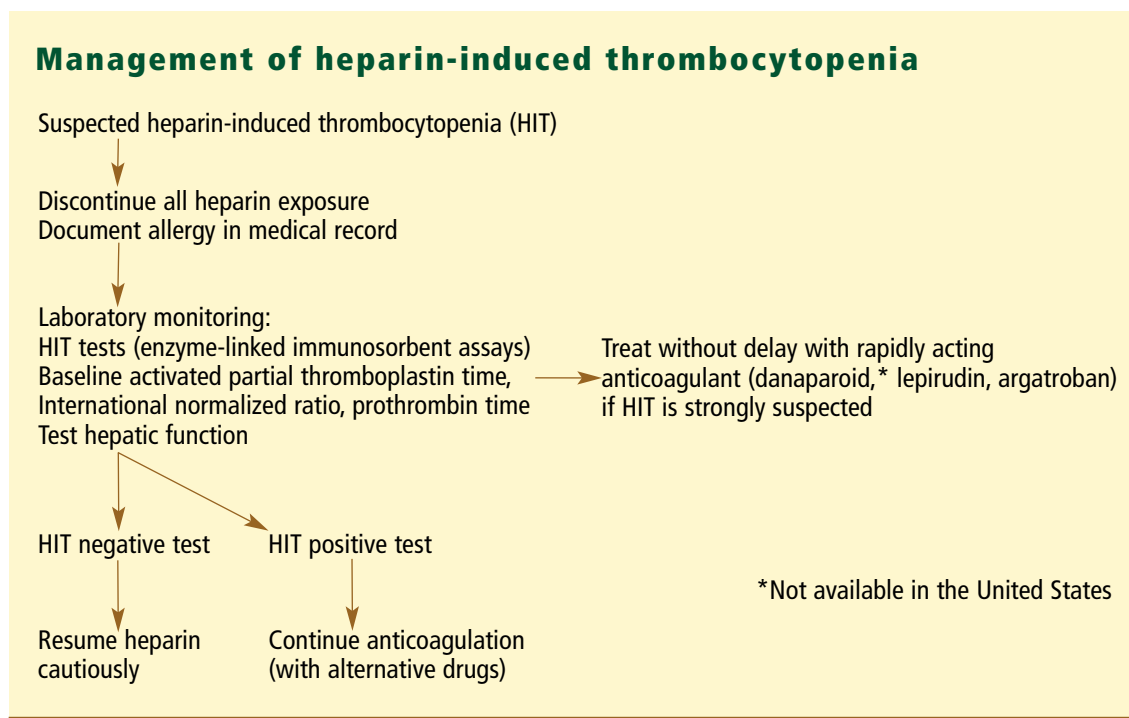 Management of heparin-induced thrombocytopenia
Suspected heparin-induced thrombocytopenia (HIT)
Discontinue all heparin exposure
Document allergy in medical record
Laboratory monitoring:
HIT tests (enzyme-linked immunosorbent assays)
Baseline activated partial thromboplastin time,
International normalized ratio, prothrombin time
Test hepatic function
Treat without delay with rapidly acting
anticoagulant (danaparoid,* lepirudin, argatroban)
if HIT is strongly suspected
HIT negative test
HIT positive test
Resume heparin
cautiously
Continue anticoagulation
(with alternative drugs)
*Not available in the United States